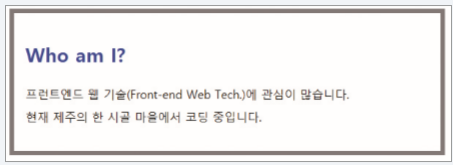 Who am I?
프런트엔드 웹 기술(Front-end Web Tech.)에 관심이 많습니다.
현재 제주의 한 시골 마을에서 코딩 중입니다.